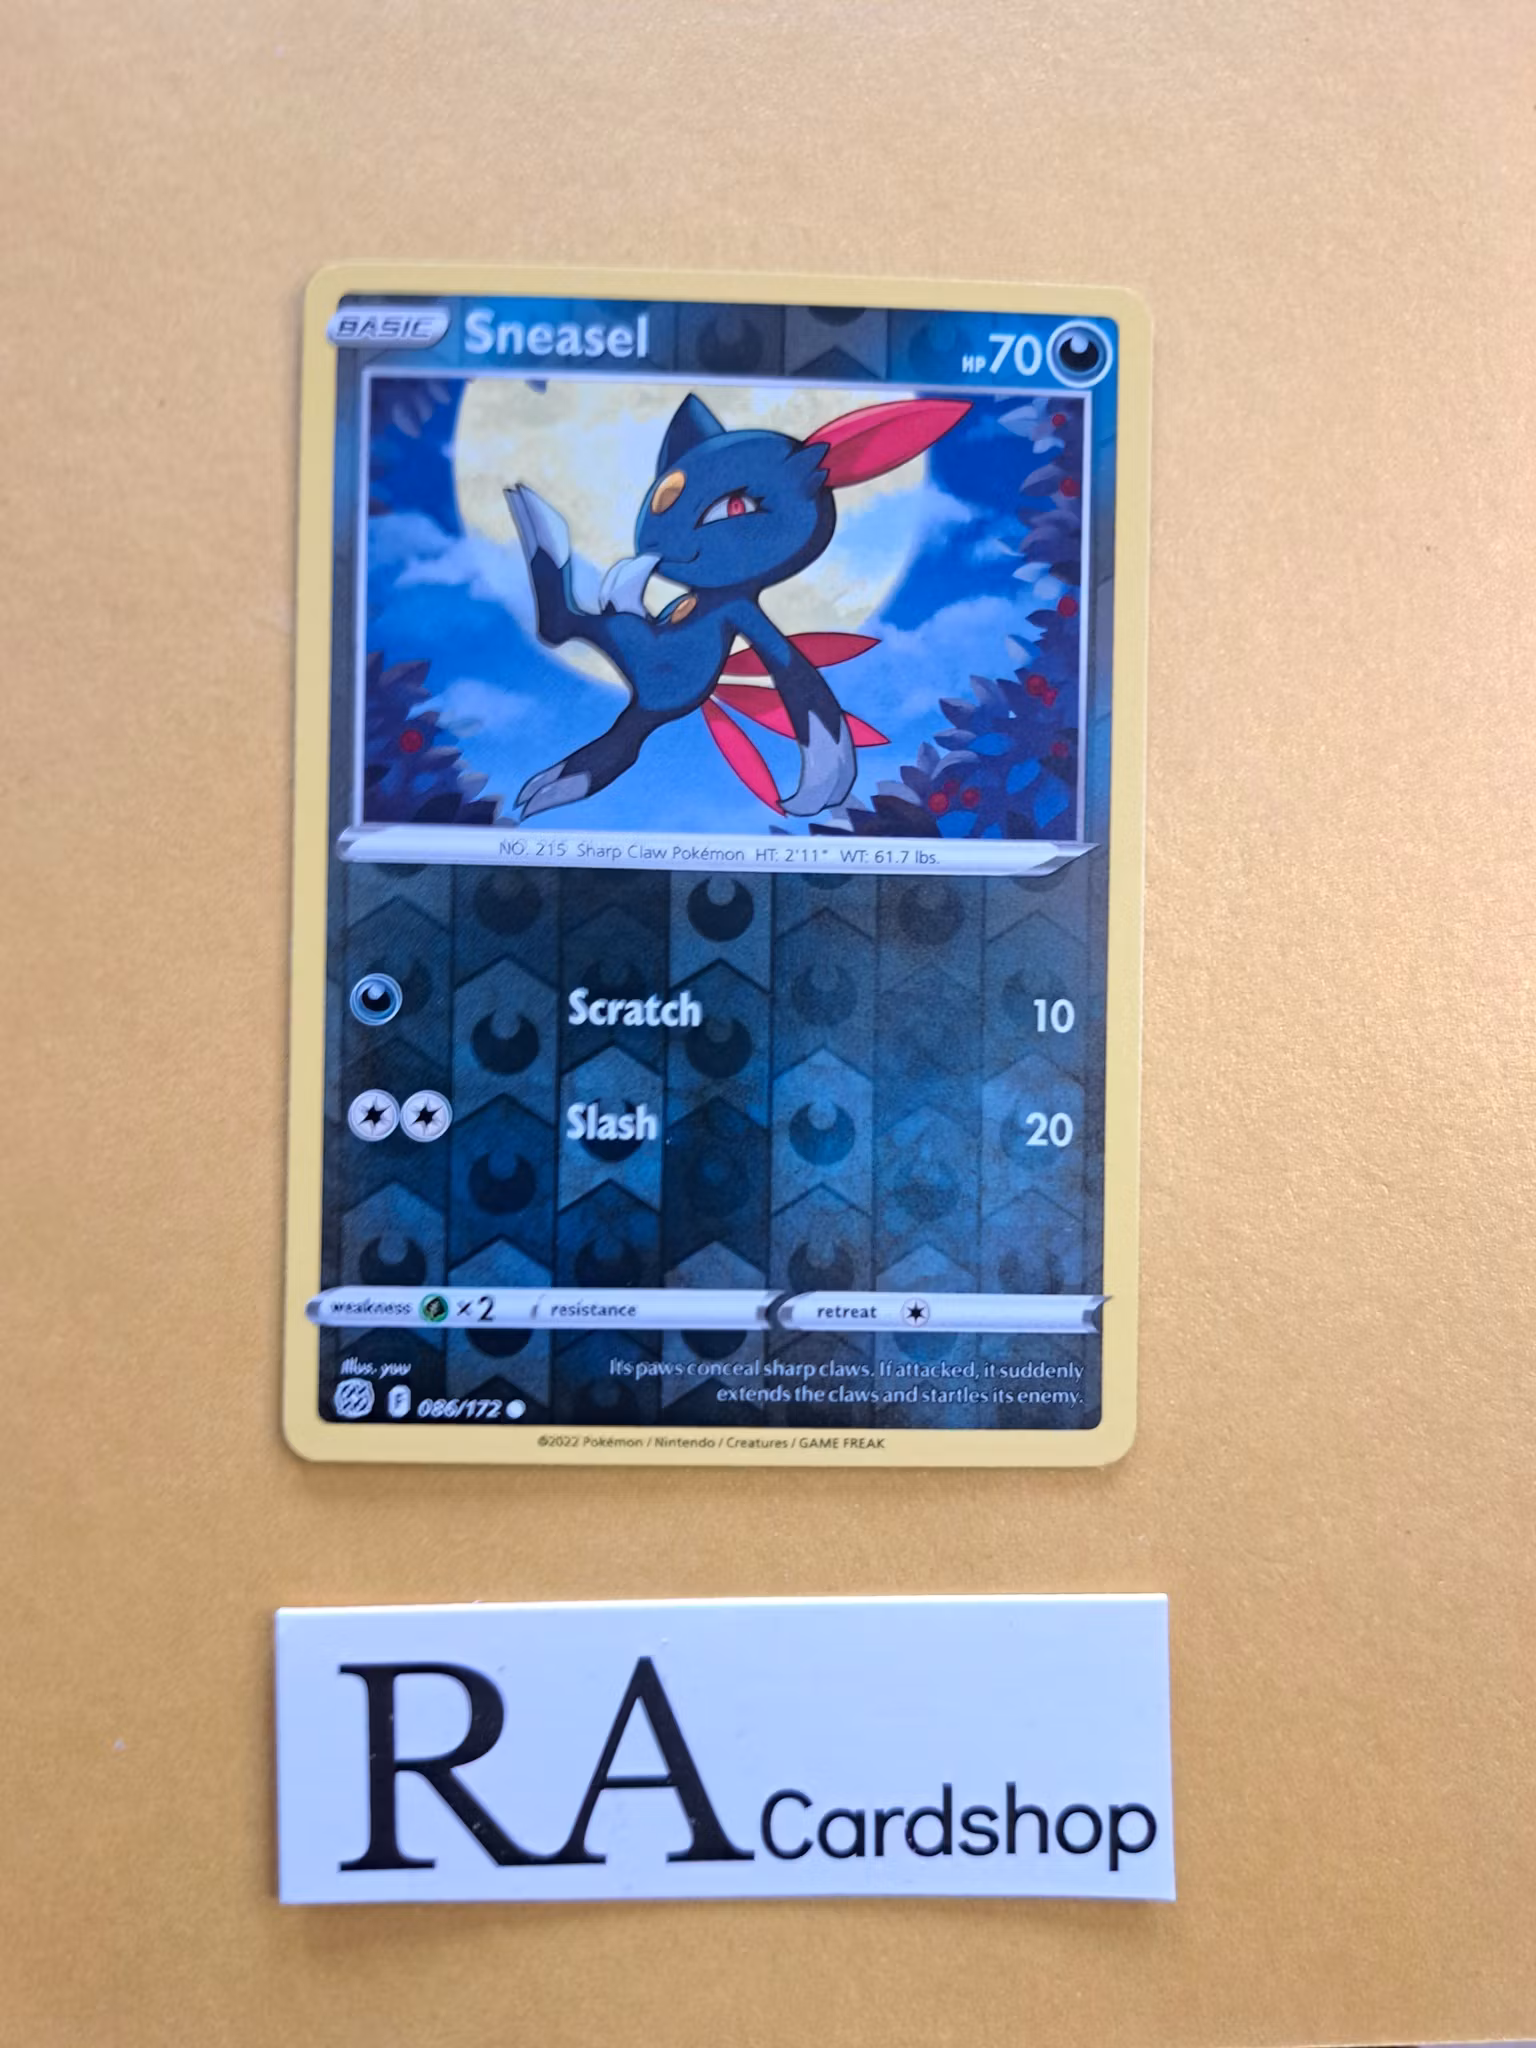 BASIC Sneasel HP 70
NO. 215 Sharp Claw Pokémon HT: 2'11" WT: 61.7 lbs.
Scratch 10
Slash 20
weakness ×2 resistance retreat
Illus. yuu
Its paws conceal sharp claws. If attacked, it suddenly
extends the claws and startles its enemy.
F 086/172
©2022 Pokémon / Nintendo / Creatures / GAME FREAK
RA Cardshop